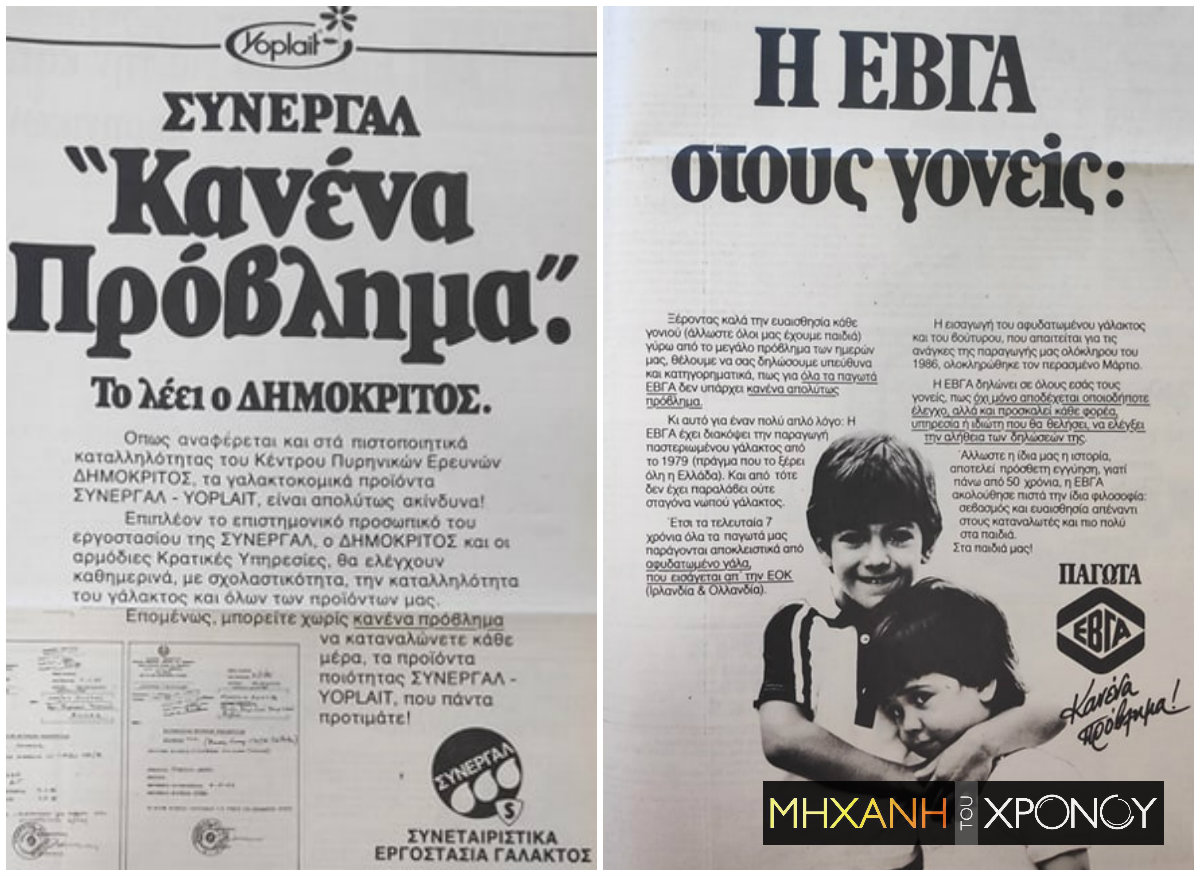 Yoplait
ΣΥΝΕΡΓΑΛ
"Κανένα
Πρόβλημα".
Το λέει ο ΔΗΜΟΚΡΙΤΟΣ.
Οπως αναφέρεται και στά πιστοποιητικά
καταλληλότητας του Κέντρου Πυρηνικών Ερευνών
ΔΗΜΟΚΡΙΤΟΣ, τα γαλακτοκομικά προϊόντα
ΣΥΝΕΡΓΑΛ - YOPLAIT, είναι απολύτως ακίνδυνα!
Επιπλέον το επιστημονικό προσωπικό του
εργοστασίου της ΣΥΝΕΡΓΑΛ, ο ΔΗΜΟΚΡΙΤΟΣ και οι
αρμόδιες Κρατικές Υπηρεσίες, θα ελέγχουν
καθημερινά, με σχολαστικότητα, την καταλληλότητα
του γάλακτος και όλων των προϊόντων μας.
Επομένως, μπορείτε χωρίς κανένα πρόβλημα
να καταναλώνετε κάθε
μέρα, τα προϊόντα
ποιότητας ΣΥΝΕΡΓΑΛ -
YOPLAIT, που πάντα
προτιμάτε!
ΣΥΝΕΡΓΑΛ
S
ΣΥΝΕΤΑΙΡΙΣΤΙΚΑ
ΕΡΓΟΣΤΑΣΙΑ ΓΑΛΑΚΤΟΣ
Η ΕΒΓΑ
στους γονείς:
Ξέροντας καλά την ευαισθησία κάθε
γονιού (άλλωστε όλοι μας έχουμε παιδιά)
γύρω από το μεγάλο πρόβλημα των ημερών
μας, θέλουμε να σας δηλώσουμε υπεύθυνα
και κατηγορηματικά, πως για όλα τα παγωτά
ΕΒΓΑ δεν υπάρχει κανένα απολύτως
πρόβλημα.
Κι αυτό για έναν πολύ απλό λόγο: Η
ΕΒΓΑ έχει διακόψει την παραγωγή
παστεριωμένου γάλακτος από
το 1979 (πράγμα που το ξέρει
όλη η Ελλάδα). Και από τότε
δεν έχει παραλάβει ούτε
σταγόνα νωπού γάλακτος.
Έτσι τα τελευταία 7
χρόνια όλα τα παγωτά μας
παράγονται αποκλειστικά από
αφυδατωμένο γάλα,
που εισάγεται απ' την ΕΟΚ
(Ιρλανδία & Ολλανδία).
Η εισαγωγή του αφυδατωμένου γάλακτος
και του βούτυρου, που απαιτείται για τις
ανάγκες της παραγωγής μας ολόκληρου του
1986, ολοκληρώθηκε τον περασμένο Μάρτιο.
Η ΕΒΓΑ δηλώνει σε όλους εσάς τους
γονείς, πως όχι μόνο αποδέχεται οποιοδήποτε
έλεγχο, αλλά και προσκαλεί κάθε φορέα,
υπηρεσία ή ιδιώτη που θα θελήσει, να ελέγξει
την αλήθεια των δηλώσεών της.
Άλλωστε η ίδια μας η ιστορία,
αποτελεί πρόσθετη εγγύηση, γιατί
πάνω από 50 χρόνια, η ΕΒΓΑ
ακολούθησε πιστά την ίδια φιλοσοφία:
σεβασμός και ευαισθησία απέναντι
στους καταναλωτές και πιο πολύ
στα παιδιά.
Στα παιδιά μας!
ΠΑΓΩΤΑ
ΕΒΓΑ
Κανένα
πρόβλημα!
ΜΗΧΑΝΗ ΤΟΥ ΧΡΟΝΟΥ